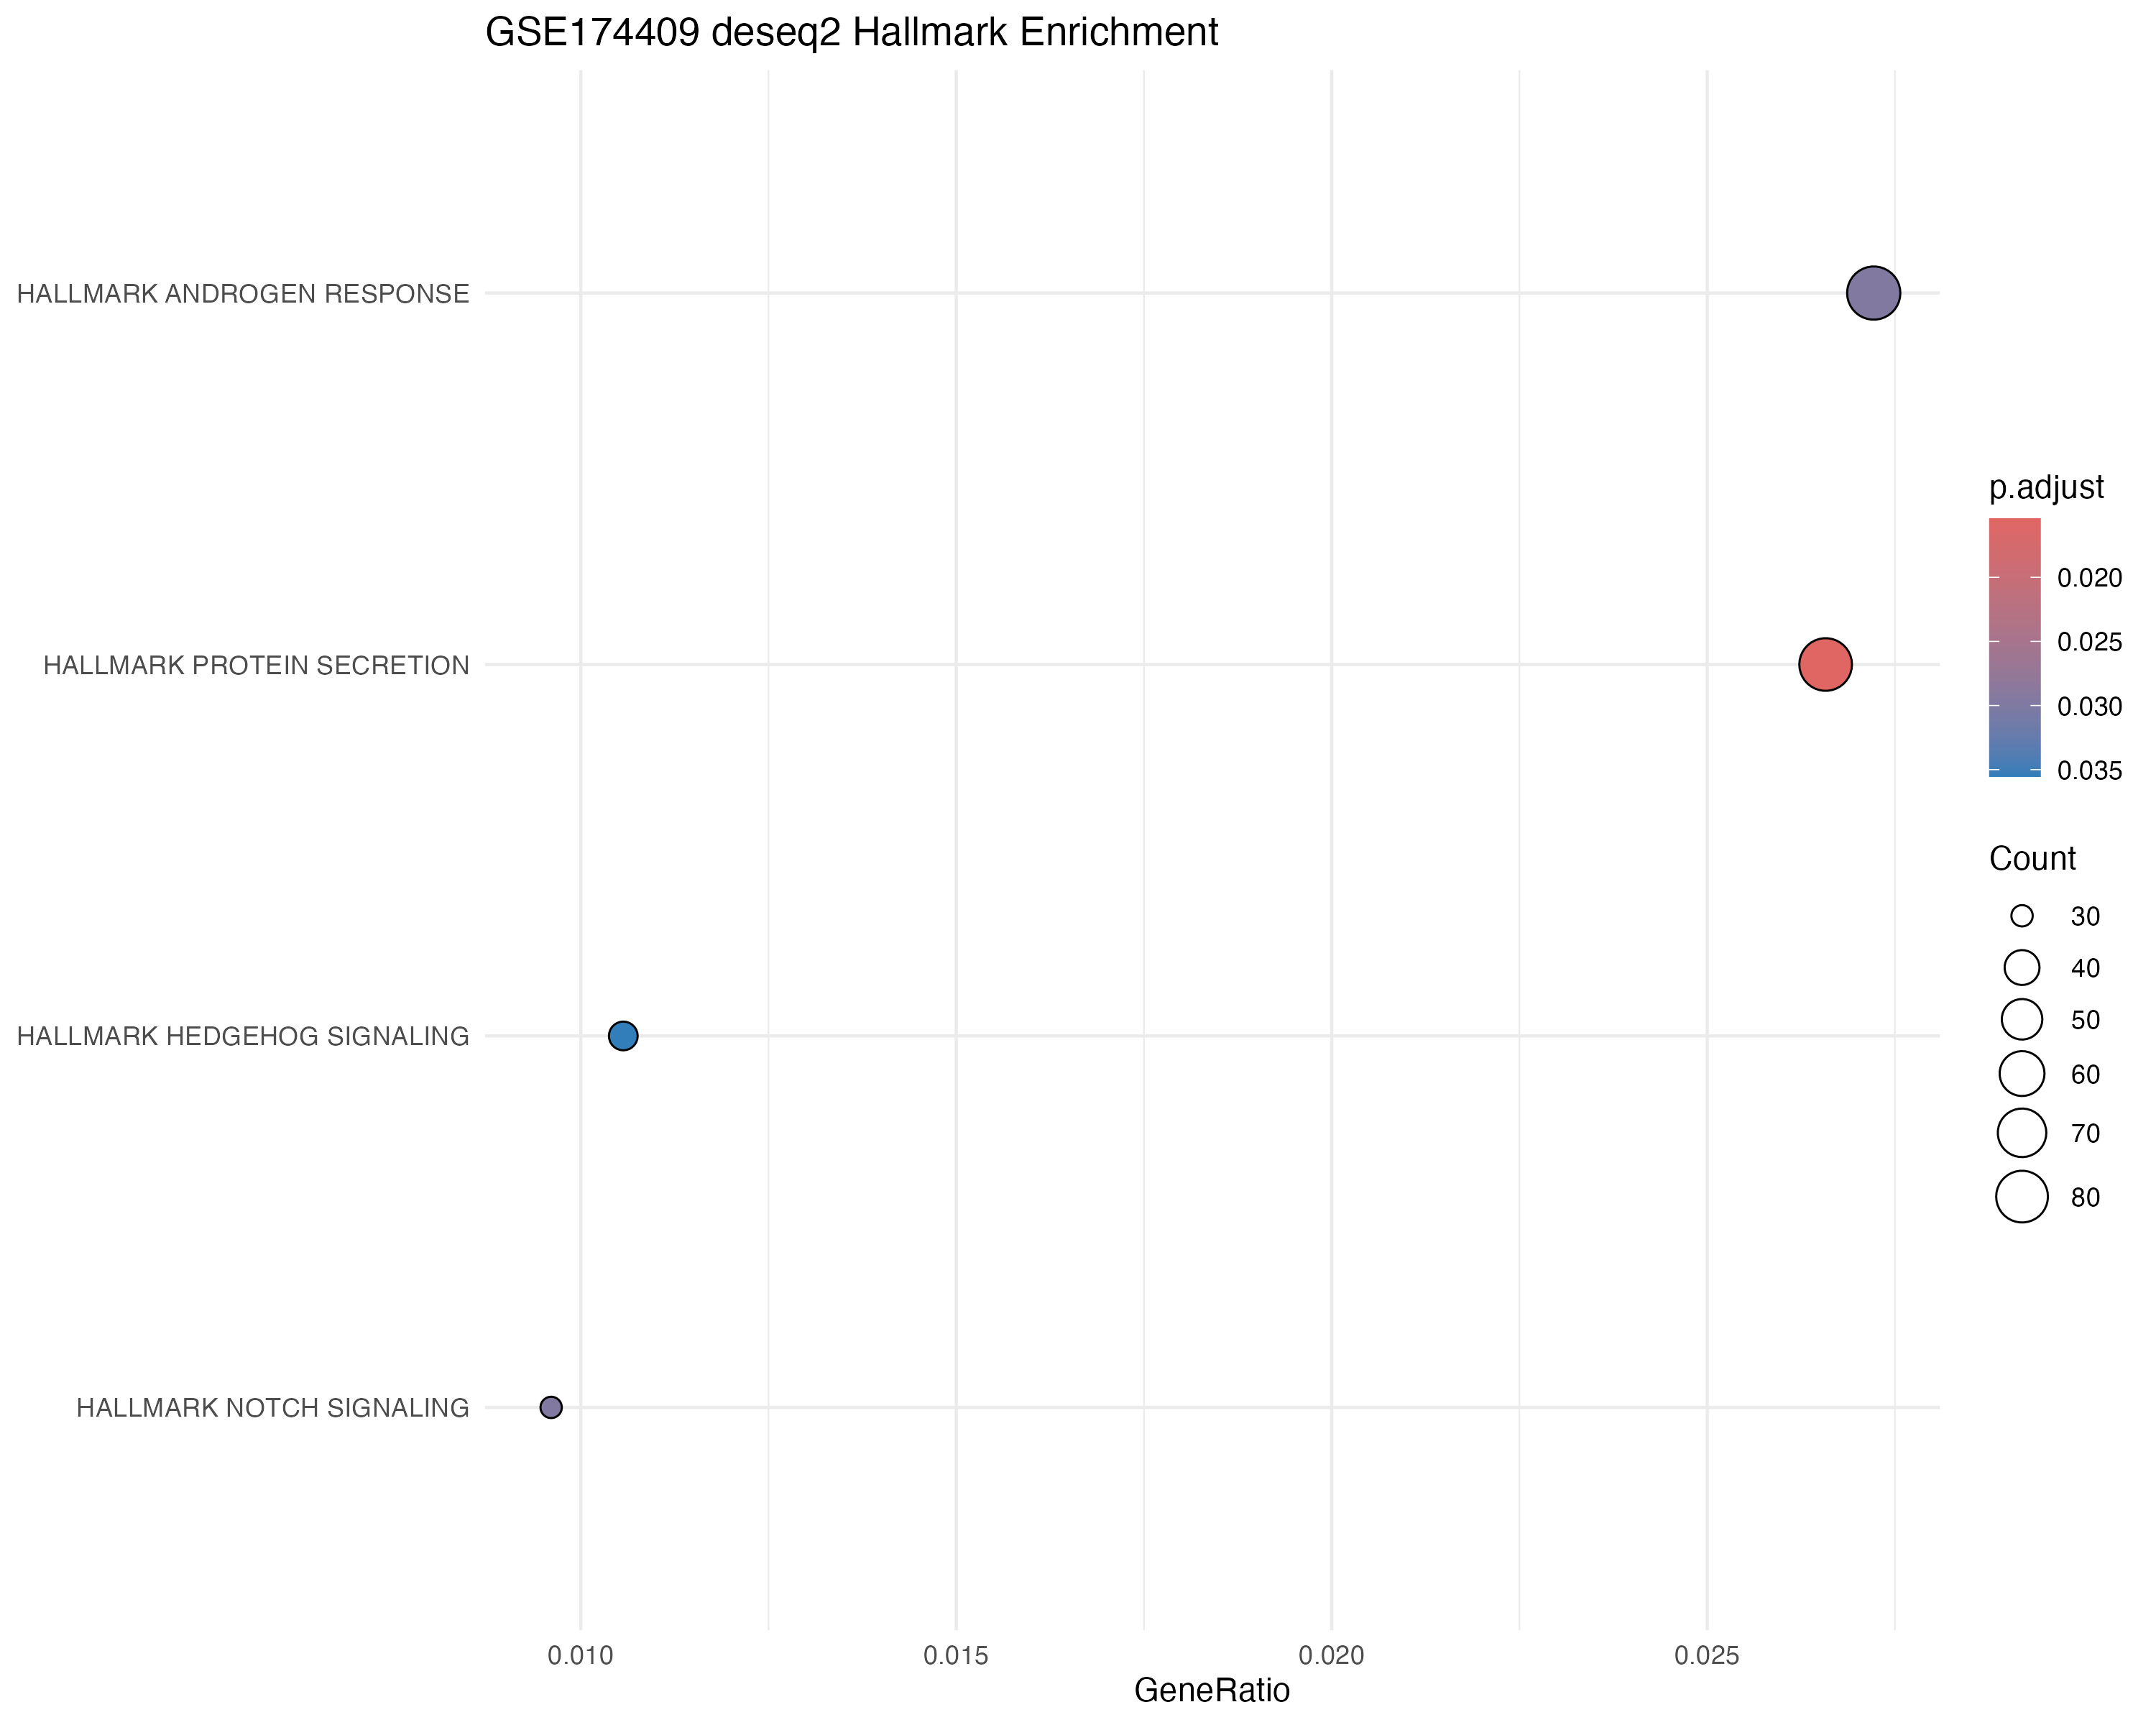 GSE174409 deseq2 Hallmark Enrichment
HALLMARK ANDROGEN RESPONSE
HALLMARK PROTEIN SECRETION
HALLMARK HEDGEHOG SIGNALING
HALLMARK NOTCH SIGNALING
0.010
0.015
0.020
0.025
GeneRatio
p.adjust
0.020
0.025
0.030
0.035
Count
30
40
50
60
70
80